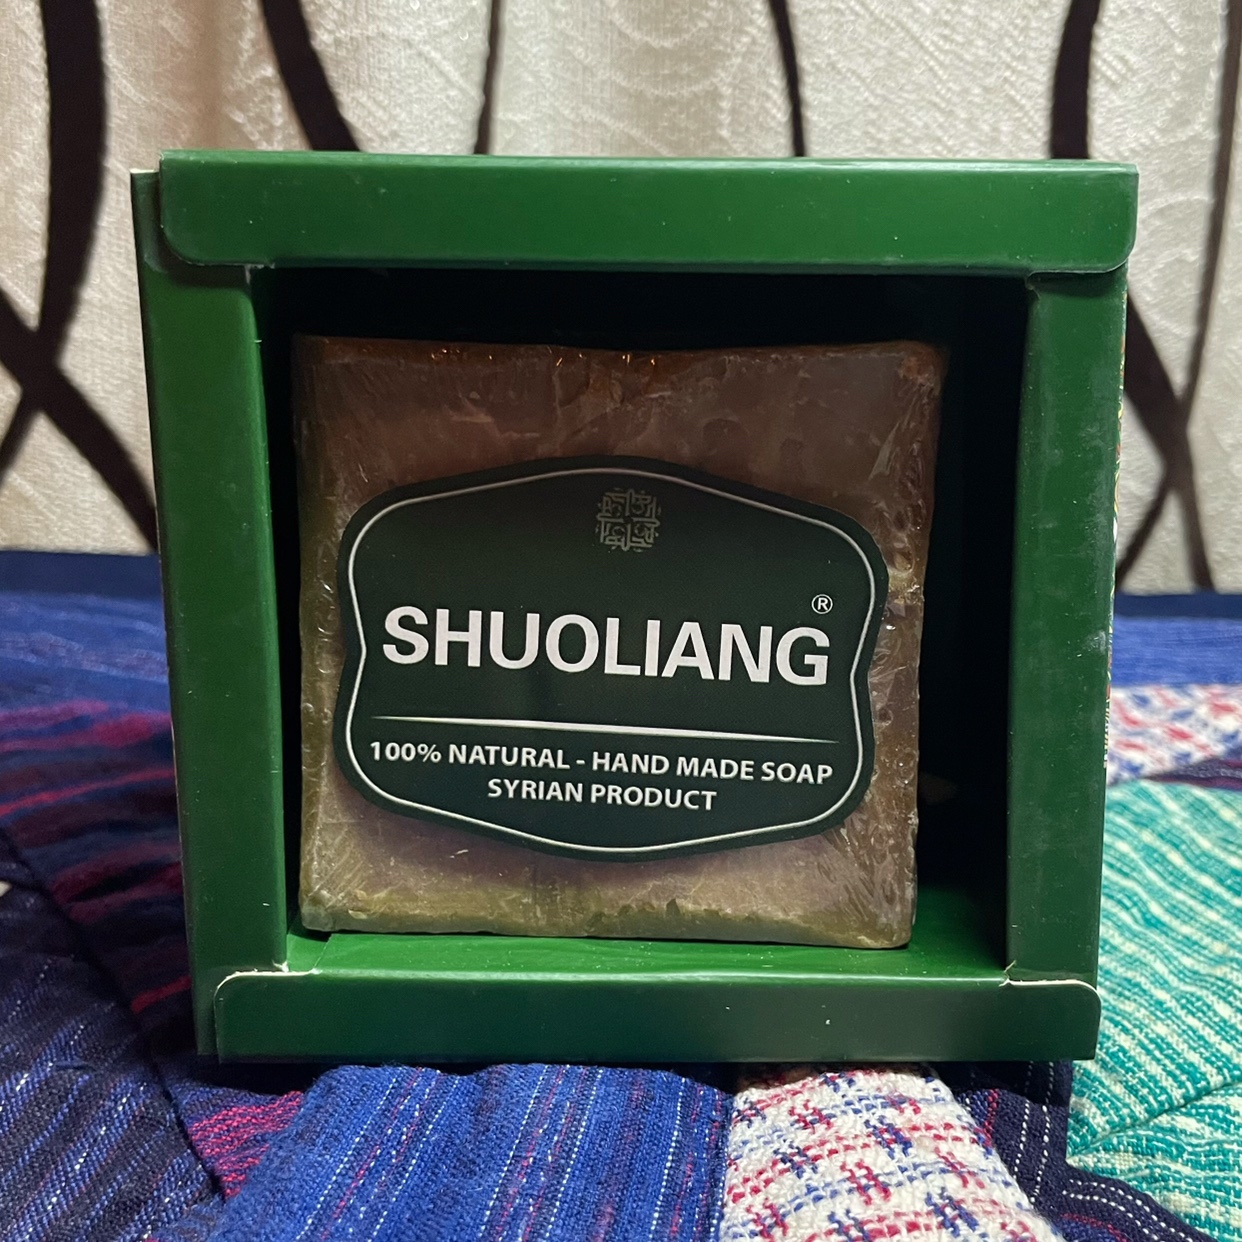 SHUOLIANG®
100% NATURAL - HAND MADE SOAP
SYRIAN PRODUCT